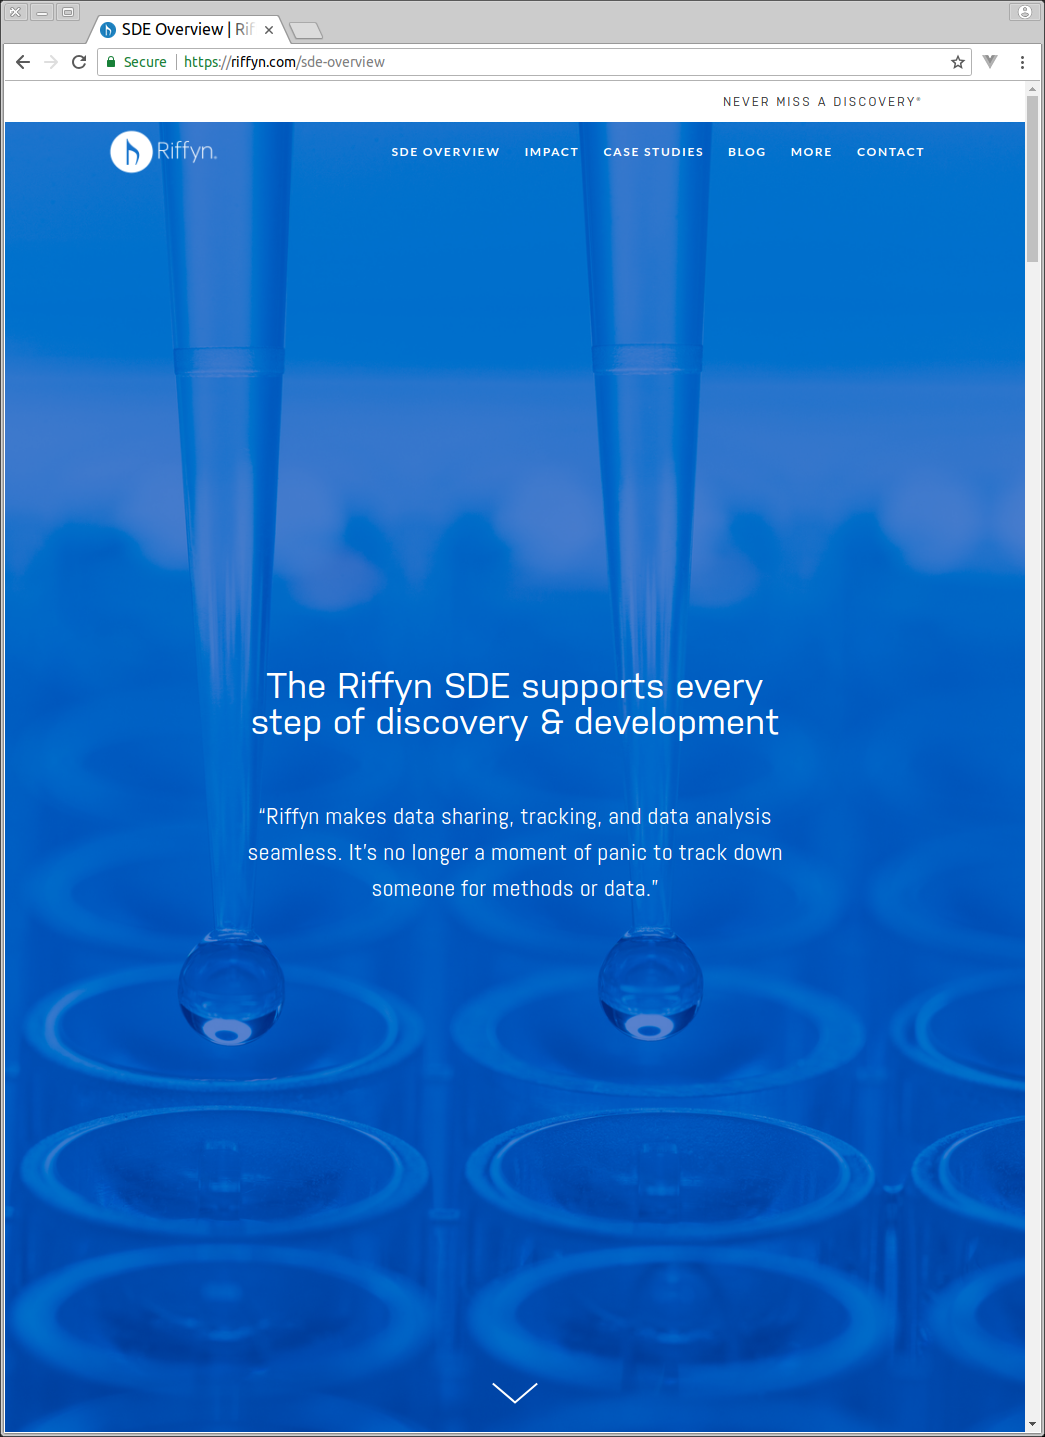 SDE Overview | Rif
Secure
https://riffyn.com/sde-overview
NEVER MISS A DISCOVERY®
Riffyn.
SDE OVERVIEW IMPACT CASE STUDIES BLOG MORE CONTACT
The Riffyn SDE supports every
step of discovery & development
“Riffyn makes data sharing, tracking, and data analysis
seamless. It’s no longer a moment of panic to track down
someone for methods or data.”